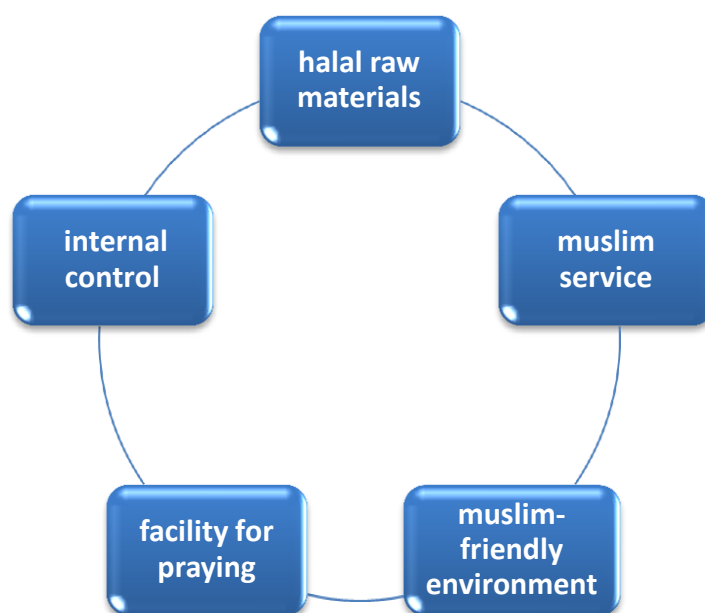 halal raw
materials
muslim
service
muslim-
friendly
environment
facility for
praying
internal
control